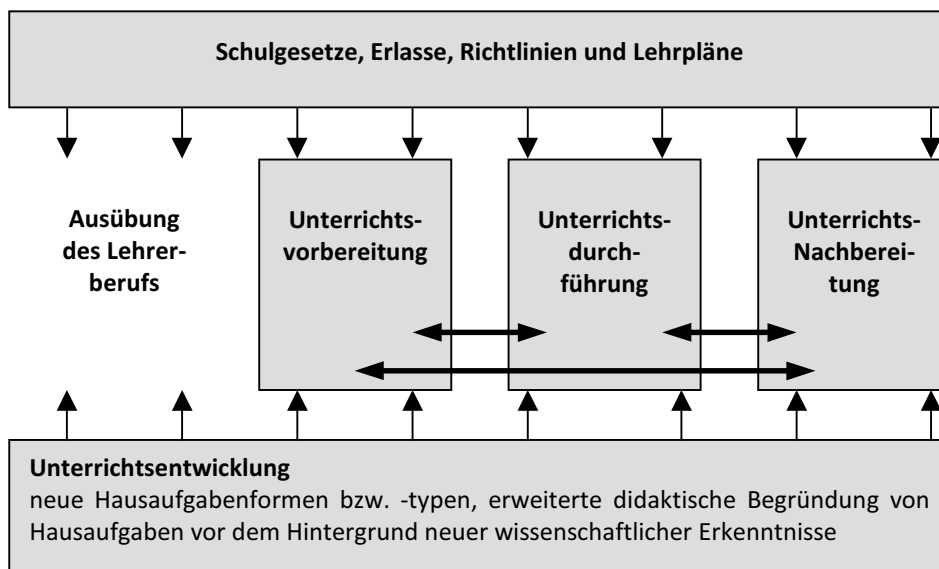 Schulgesetze, Erlasse, Richtlinien und Lehrpläne
Ausübung
des Lehrer-
berufs
Unterrichts-
vorbereitung
Unterrichts-
durch-
führung
Unterrichts-
Nachberei-
tung
Unterrichtsentwicklung
neue Hausaufgabenformen bzw. -typen, erweiterte didaktische Begründung von
Hausaufgaben vor dem Hintergrund neuer wissenschaftlicher Erkenntnisse